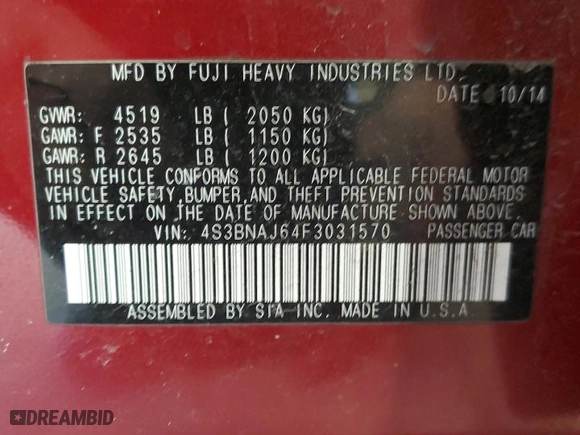 MFD BY FUJI HEAVY INDUSTRIES LTD.
DATE 10/14
GVWR: 4519 LB ( 2050 KG)
GAWR: F 2535 LB ( 1150 KG)
GAWR: R 2645 LB ( 1200 KG)
THIS VEHICLE CONFORMS TO ALL APPLICABLE FEDERAL MOTOR
VEHICLE SAFETY,BUMPER,AND THEFT PREVENTION STANDARDS
IN EFFECT ON THE DATE OF MANUFACTURE SHOWN ABOVE.
VIN: 4S3BNAJ64F3031570 PASSENGER CAR
ASSEMBLED BY SIA INC. MADE IN U.S.A
DREAMBID